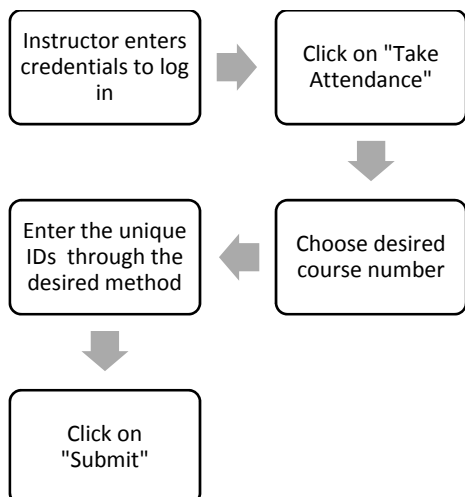 Instructor enters
credentials to log
in
Click on "Take
Attendance"
Choose desired
course number
Enter the unique
IDs through the
desired method
Click on
"Submit"